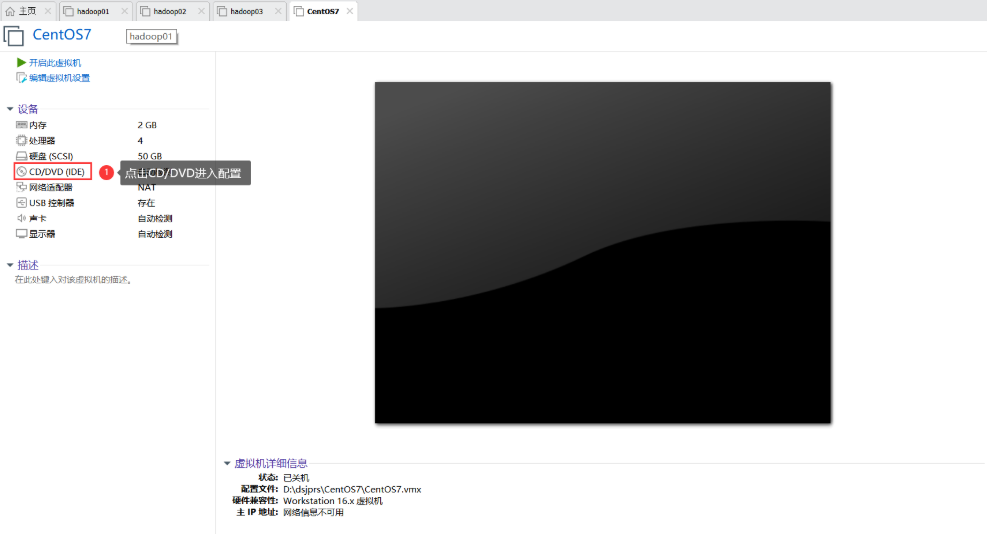 主页 hadoop01 hadoop02 hadoop03 CentOS7
CentOS7 hadoop01
开启此虚拟机
编辑虚拟机设置
设备
内存 2 GB
处理器 4
硬盘 (SCSI) 50 GB
CD/DVD (IDE) 1 点击CD/DVD进入配置
网络适配器 NAT
USB 控制器 存在
声卡 自动检测
显示器 自动检测
描述
在此处键入对该虚拟机的描述。
虚拟机详细信息
状态: 已关机
配置文件: D:\dsjprs\CentOS7\CentOS7.vmx
硬件兼容性: Workstation 16.x 虚拟机
主 IP 地址: 网络信息不可用